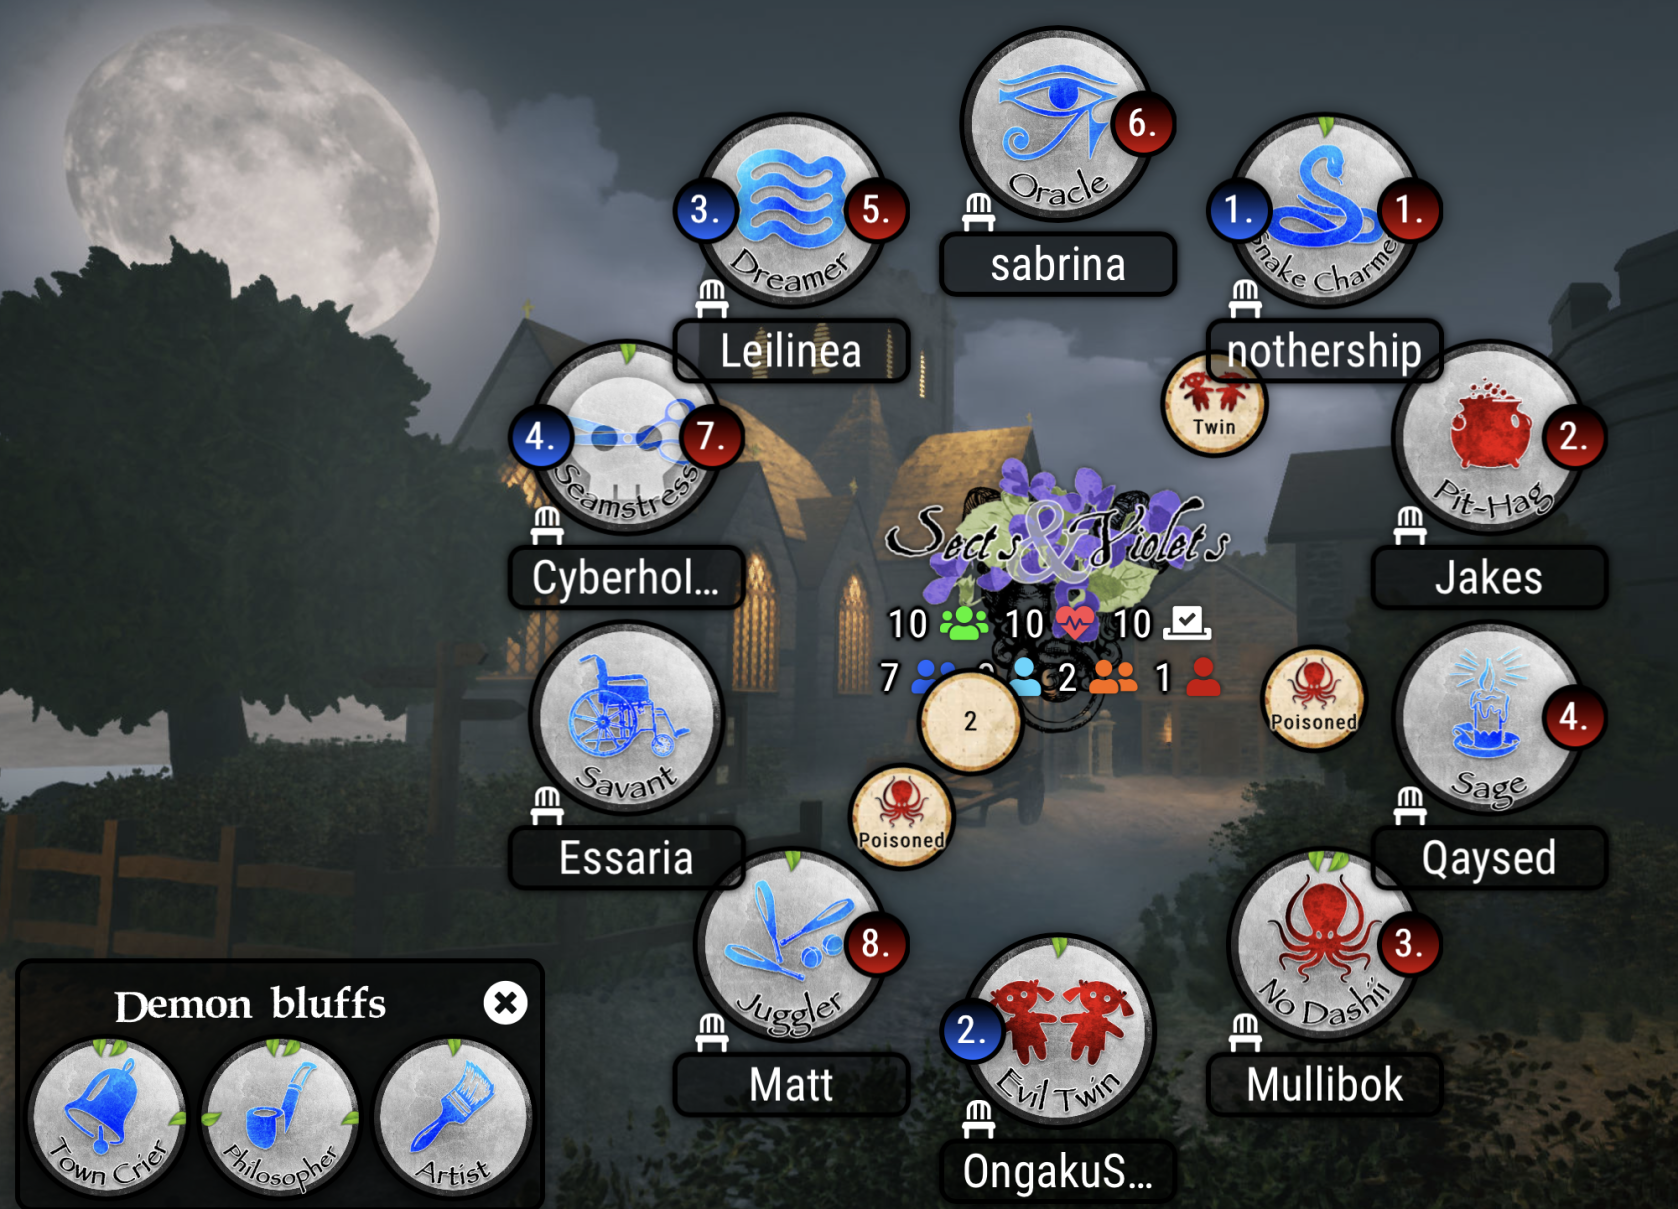 Oracle
6.
sabrina
3.
Dreamer
5.
Leilinea
1.
Snake Charmer
1.
nothership
Twin
4.
Seamstress
7.
Cyberhol...
Pit-Hag
2.
Jakes
Sects & Violets
10 10 10
7 0 2 1
2
Poisoned
Poisoned
Savant
Essaria
Sage
4.
Qaysed
Juggler
8.
Matt
2.
Evil Twin
OngakuS...
No Dashii
3.
Mullibok
Demon bluffs
Town Crier
Philosopher
Artist